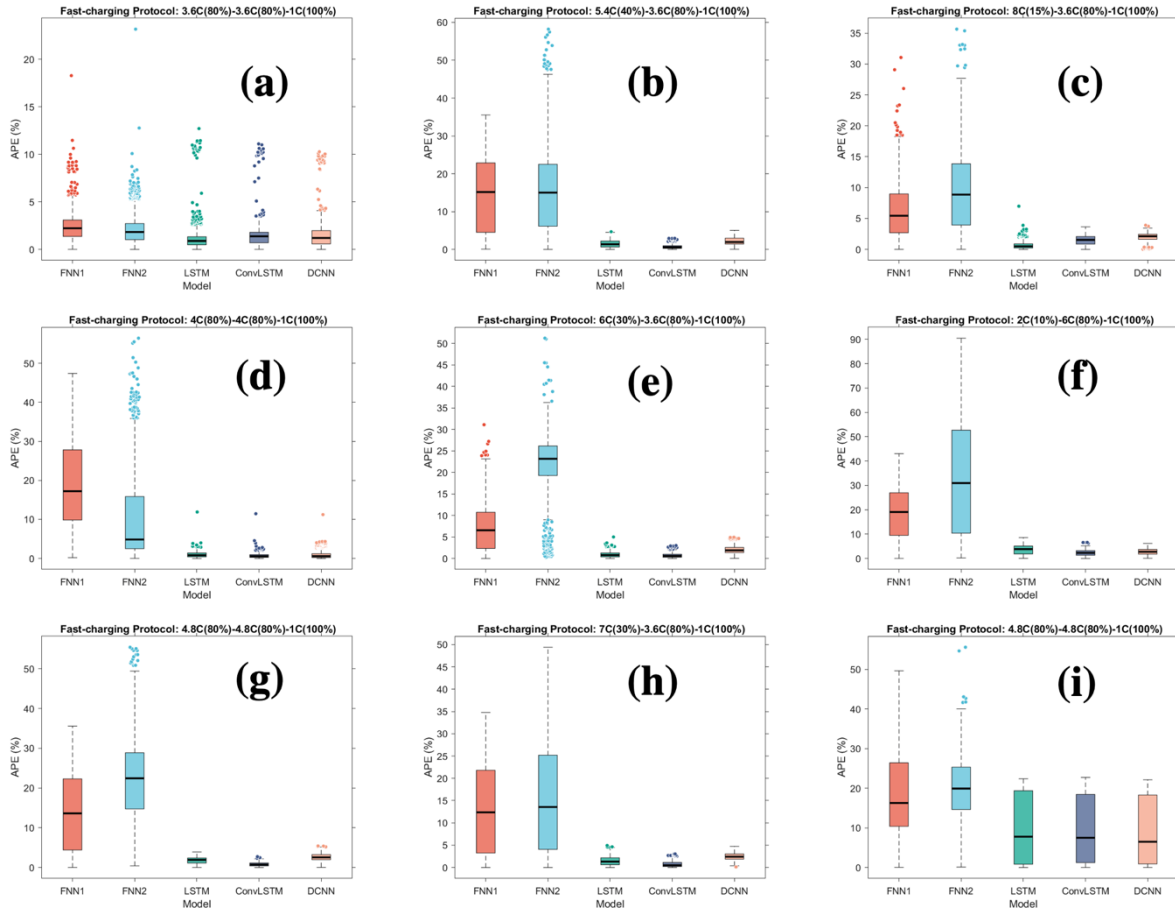 Fast-charging Protocol: 3.6C(80%)-3.6C(80%)-1C(100%)
(a)
APE (%)
20
15
10
5
0
FNN1 FNN2 LSTM ConvLSTM DCNN
Model
Fast-charging Protocol: 5.4C(40%)-3.6C(80%)-1C(100%)
(b)
APE (%)
60
50
40
30
20
10
0
FNN1 FNN2 LSTM ConvLSTM DCNN
Model
Fast-charging Protocol: 8C(15%)-3.6C(80%)-1C(100%)
(c)
APE (%)
35
30
25
20
15
10
5
0
FNN1 FNN2 LSTM ConvLSTM DCNN
Model
Fast-charging Protocol: 4C(80%)-4C(80%)-1C(100%)
(d)
APE (%)
50
40
30
20
10
0
FNN1 FNN2 LSTM ConvLSTM DCNN
Model
Fast-charging Protocol: 6C(30%)-3.6C(80%)-1C(100%)
(e)
APE (%)
50
45
40
35
30
25
20
15
10
5
0
FNN1 FNN2 LSTM ConvLSTM DCNN
Model
Fast-charging Protocol: 2C(10%)-6C(80%)-1C(100%)
(f)
APE (%)
90
80
70
60
50
40
30
20
10
0
FNN1 FNN2 LSTM ConvLSTM DCNN
Model
Fast-charging Protocol: 4.8C(80%)-4.8C(80%)-1C(100%)
(g)
APE (%)
50
40
30
20
10
0
FNN1 FNN2 LSTM ConvLSTM DCNN
Model
Fast-charging Protocol: 7C(30%)-3.6C(80%)-1C(100%)
(h)
APE (%)
50
45
40
35
30
25
20
15
10
5
0
FNN1 FNN2 LSTM ConvLSTM DCNN
Model
Fast-charging Protocol: 4.8C(80%)-4.8C(80%)-1C(100%)
(i)
APE (%)
50
40
30
20
10
0
FNN1 FNN2 LSTM ConvLSTM DCNN
Model